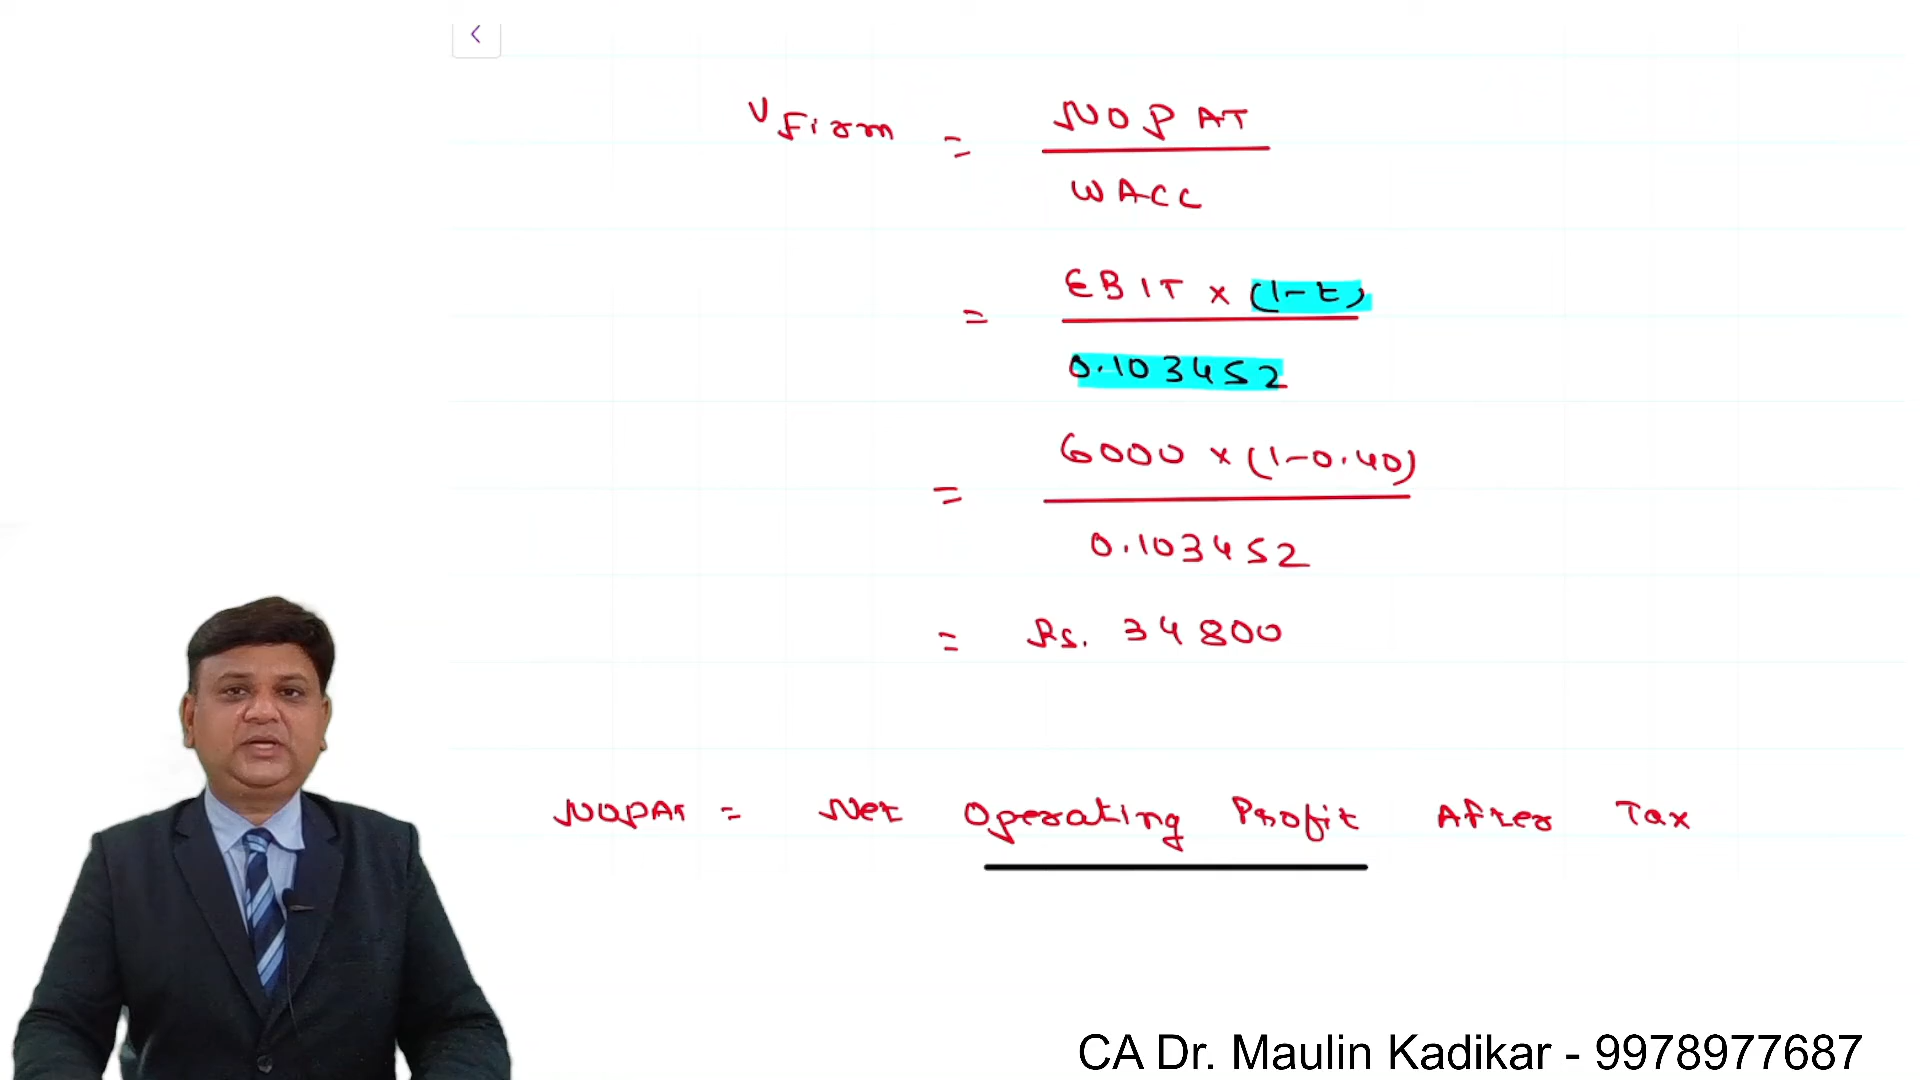 V Firm = NOPAT / WACC
= EBIT x (1-t) / 0.103452
= 6000 x (1-0.40) / 0.103452
= Rs. 34800
NOPAT = Net Operating Profit After Tax
CA Dr. Maulin Kadikar - 9978977687